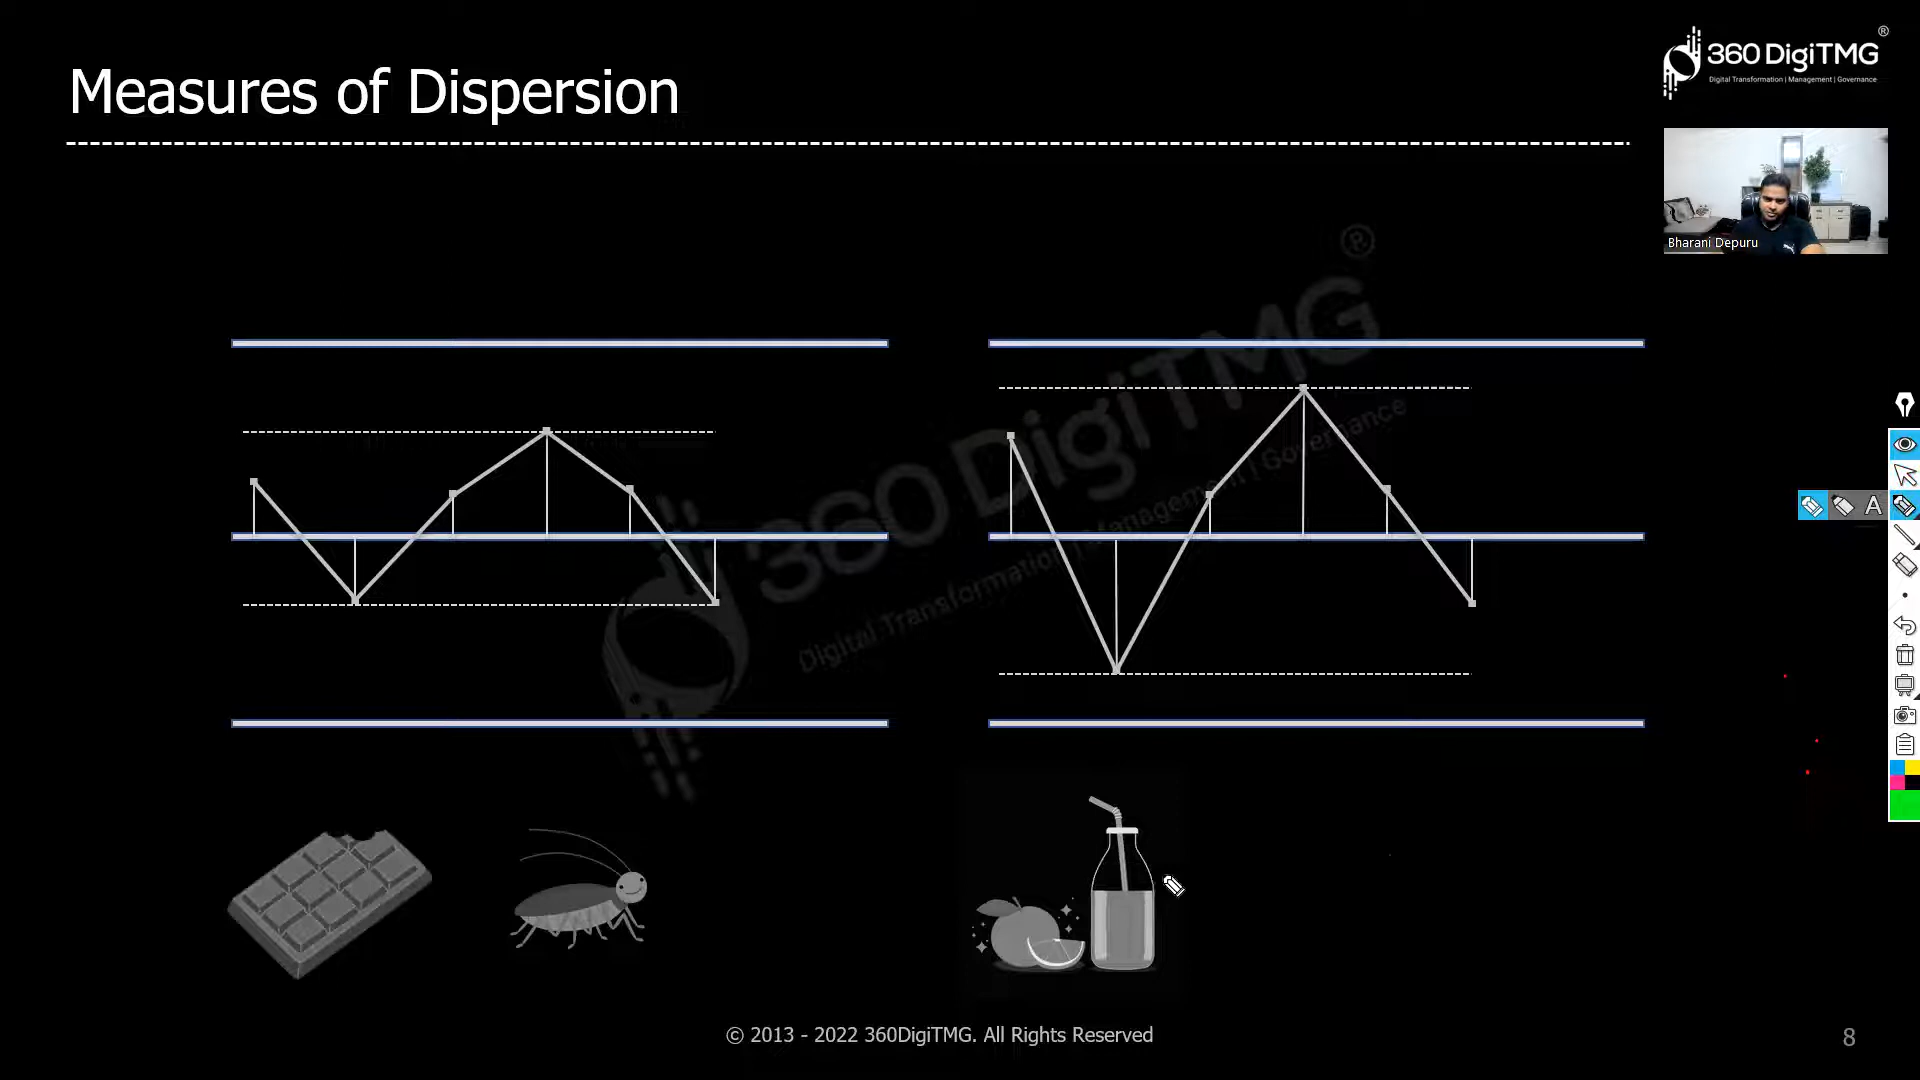 Measures of Dispersion
®
360 DigiTMG
Digital Transformation | Management | Governance
Bharani Depuru
®
360 DigiTMG
Digital Transformation | Management | Governance
A
© 2013 - 2022 360DigiTMG. All Rights Reserved
8